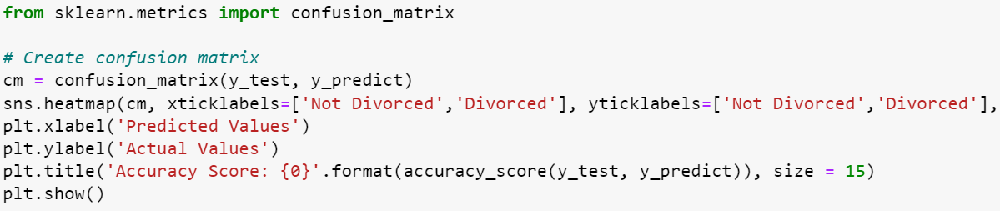 from sklearn.metrics import confusion_matrix
# Create confusion matrix
cm = confusion_matrix(y_test, y_predict)
sns.heatmap(cm, xticklabels=['Not Divorced','Divorced'], yticklabels=['Not Divorced','Divorced'],
plt.xlabel('Predicted Values')
plt.ylabel('Actual Values')
plt.title('Accuracy Score: {0}'.format(accuracy_score(y_test, y_predict)), size = 15)
plt.show()